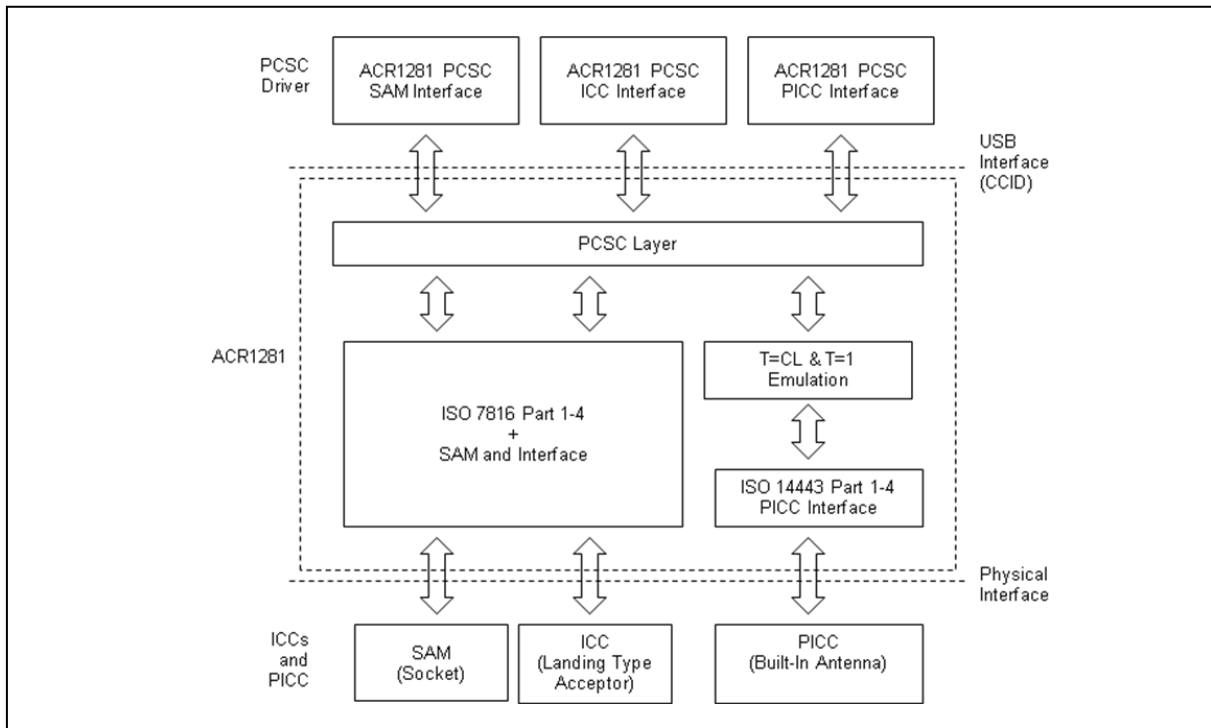 PCSC
Driver
ACR1281 PCSC
SAM Interface
ACR1281 PCSC
ICC Interface
ACR1281 PCSC
PICC Interface
USB
Interface
(CCID)
PCSC Layer
ACR1281
ISO 7816 Part 1-4
+
SAM and Interface
T=CL & T=1
Emulation
ISO 14443 Part 1-4
PICC Interface
Physical
Interface
ICCs
and
PICC
SAM
(Socket)
ICC
(Landing Type
Acceptor)
PICC
(Built-In Antenna)